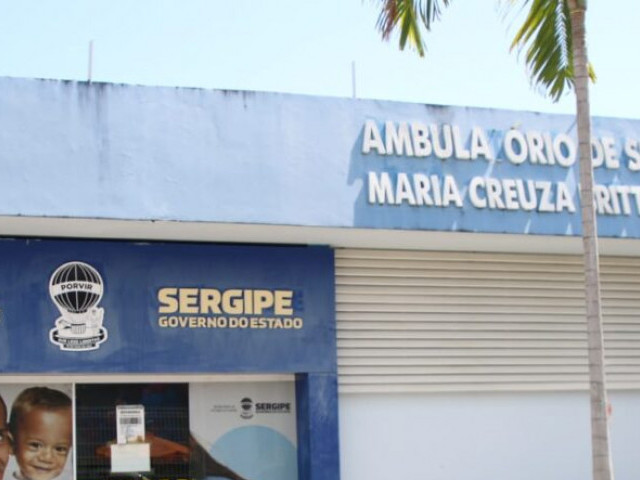 AMBULA ÓRIO DE S
MARIA CREUZA BRITT
PORVIR
SERGIPE
GOVERNO DO ESTADO
SERGIPE